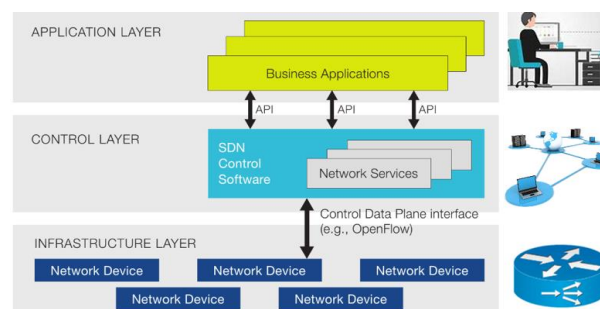 APPLICATION LAYER
Business Applications
API
API
API
CONTROL LAYER
SDN
Control
Software
Network Services
Control Data Plane interface
(e.g., OpenFlow)
INFRASTRUCTURE LAYER
Network Device
Network Device
Network Device
Network Device
Network Device